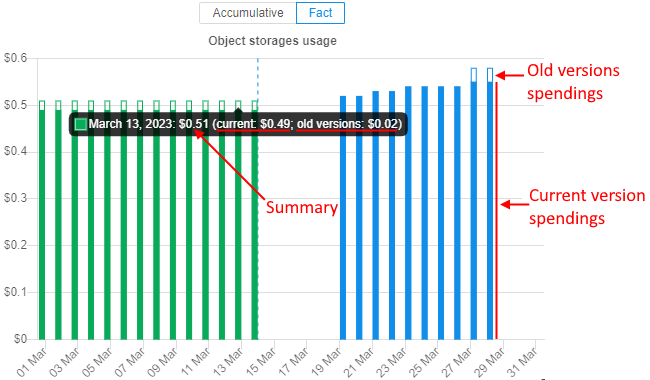 Accumulative Fact
Object storages usage
$0.6
$0.5
$0.4
$0.3
$0.2
$0.1
$0
March 13, 2023: $0.51 (current: $0.49; old versions: $0.02)
Old versions
spendings
Summary
Current version
spendings
01 Mar
03 Mar
05 Mar
07 Mar
09 Mar
11 Mar
13 Mar
15 Mar
17 Mar
19 Mar
21 Mar
23 Mar
25 Mar
27 Mar
29 Mar
31 Mar